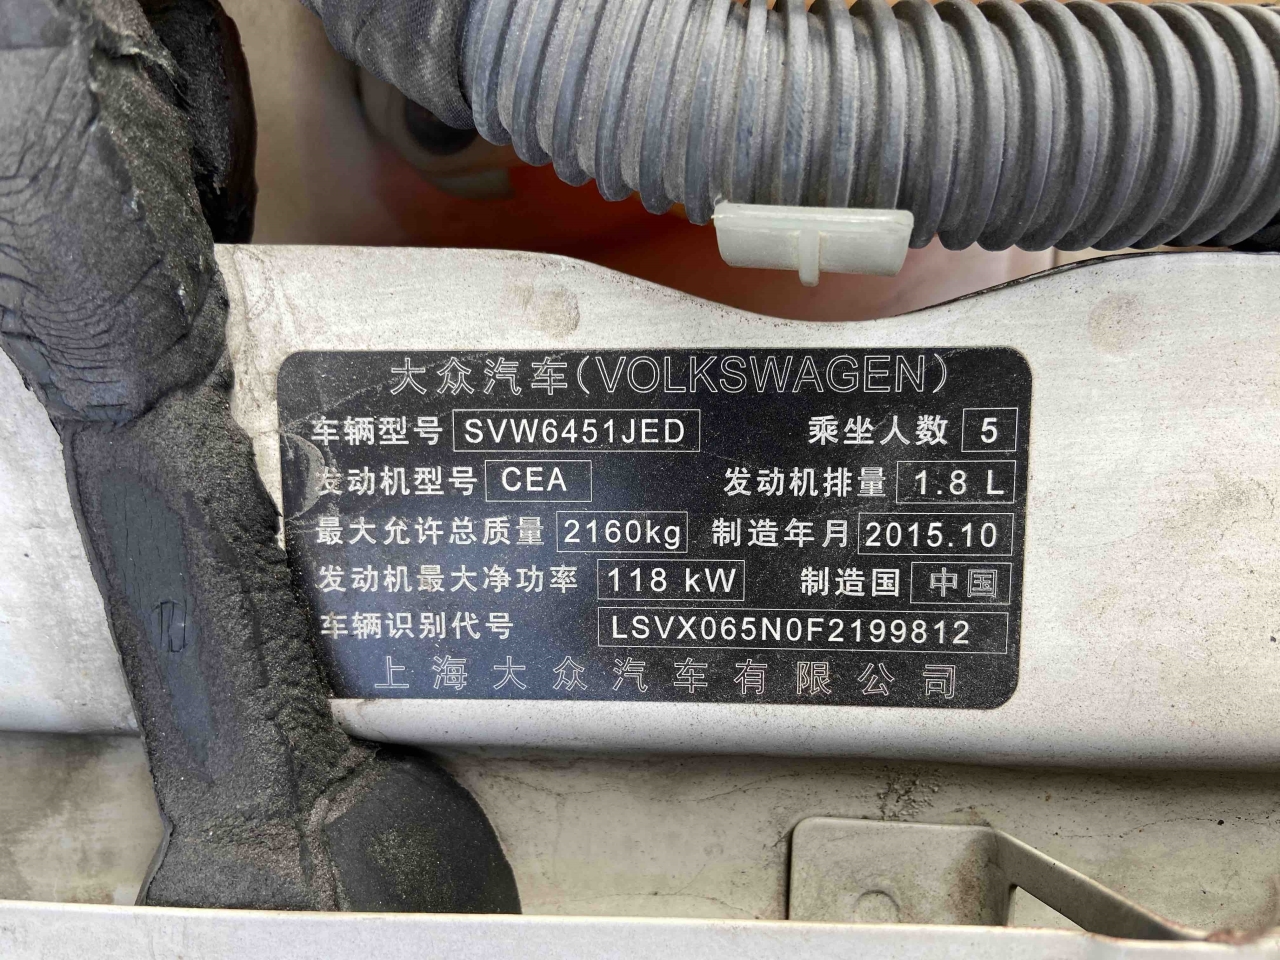 大众汽车(VOLKSWAGEN)
车辆型号 SVW6451JED 乘坐人数 5
发动机型号 CEA 发动机排量 1.8 L
最大允许总质量 2160kg 制造年月 2015.10
发动机最大净功率 118 kW 制造国 中国
车辆识别代号 LSVX065N0F2199812
上海大众汽车有限公司